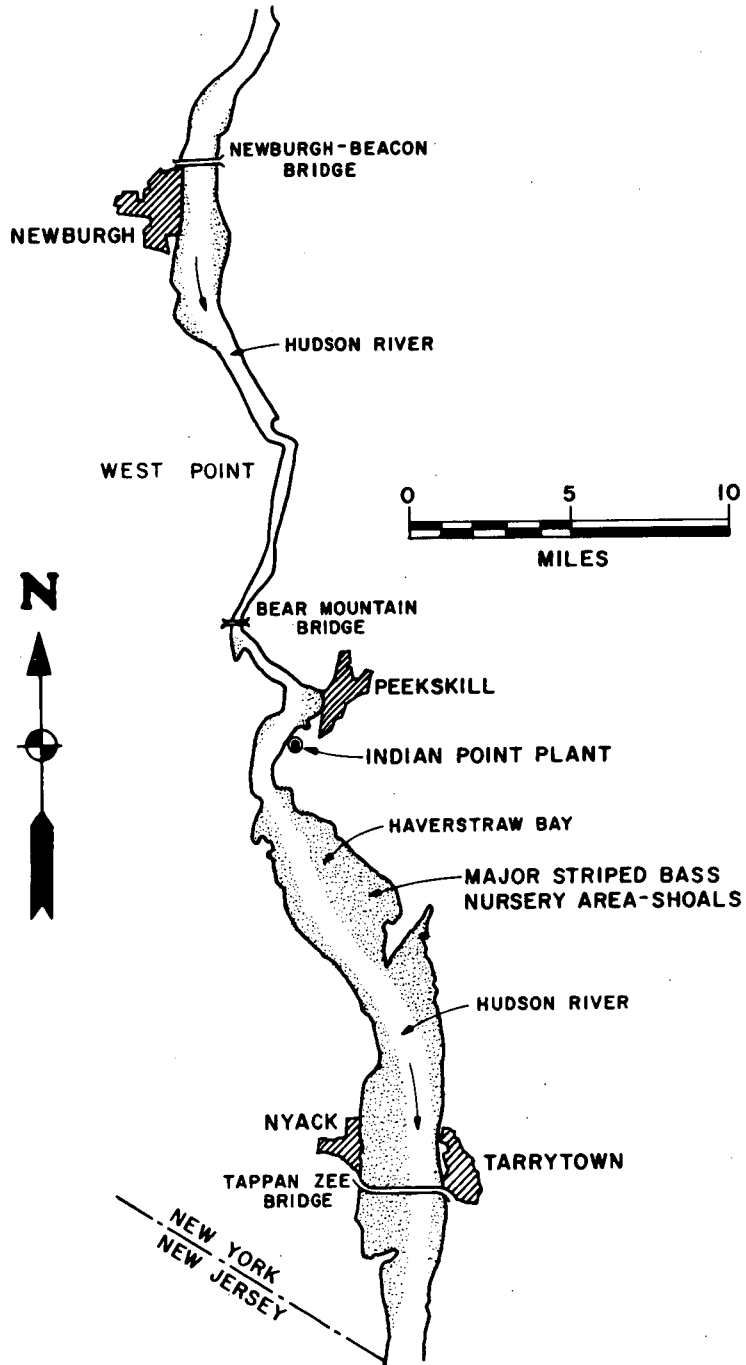 NEWBURGH-BEACON
BRIDGE
NEWBURGH
HUDSON RIVER
WEST POINT
0 5 10
MILES
N
BEAR MOUNTAIN
BRIDGE
PEEKSKILL
INDIAN POINT PLANT
HAVERSTRAW BAY
MAJOR STRIPED BASS
NURSERY AREA-SHOALS
HUDSON RIVER
NYACK
TARRYTOWN
TAPPAN ZEE
BRIDGE
NEW YORK
NEW JERSEY